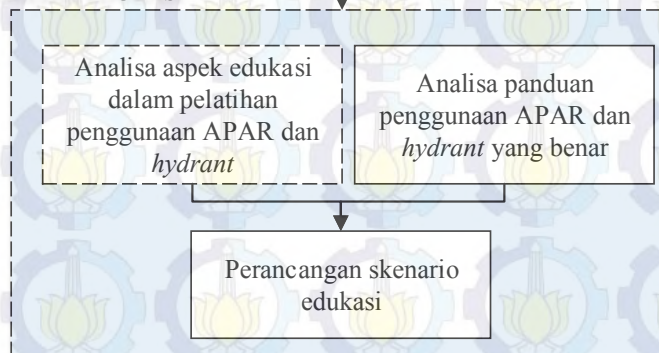 Analisa aspek edukasi
dalam pelatihan
penggunaan APAR dan
hydrant
Analisa panduan
penggunaan APAR dan
hydrant yang benar
Perancangan skenario
edukasi